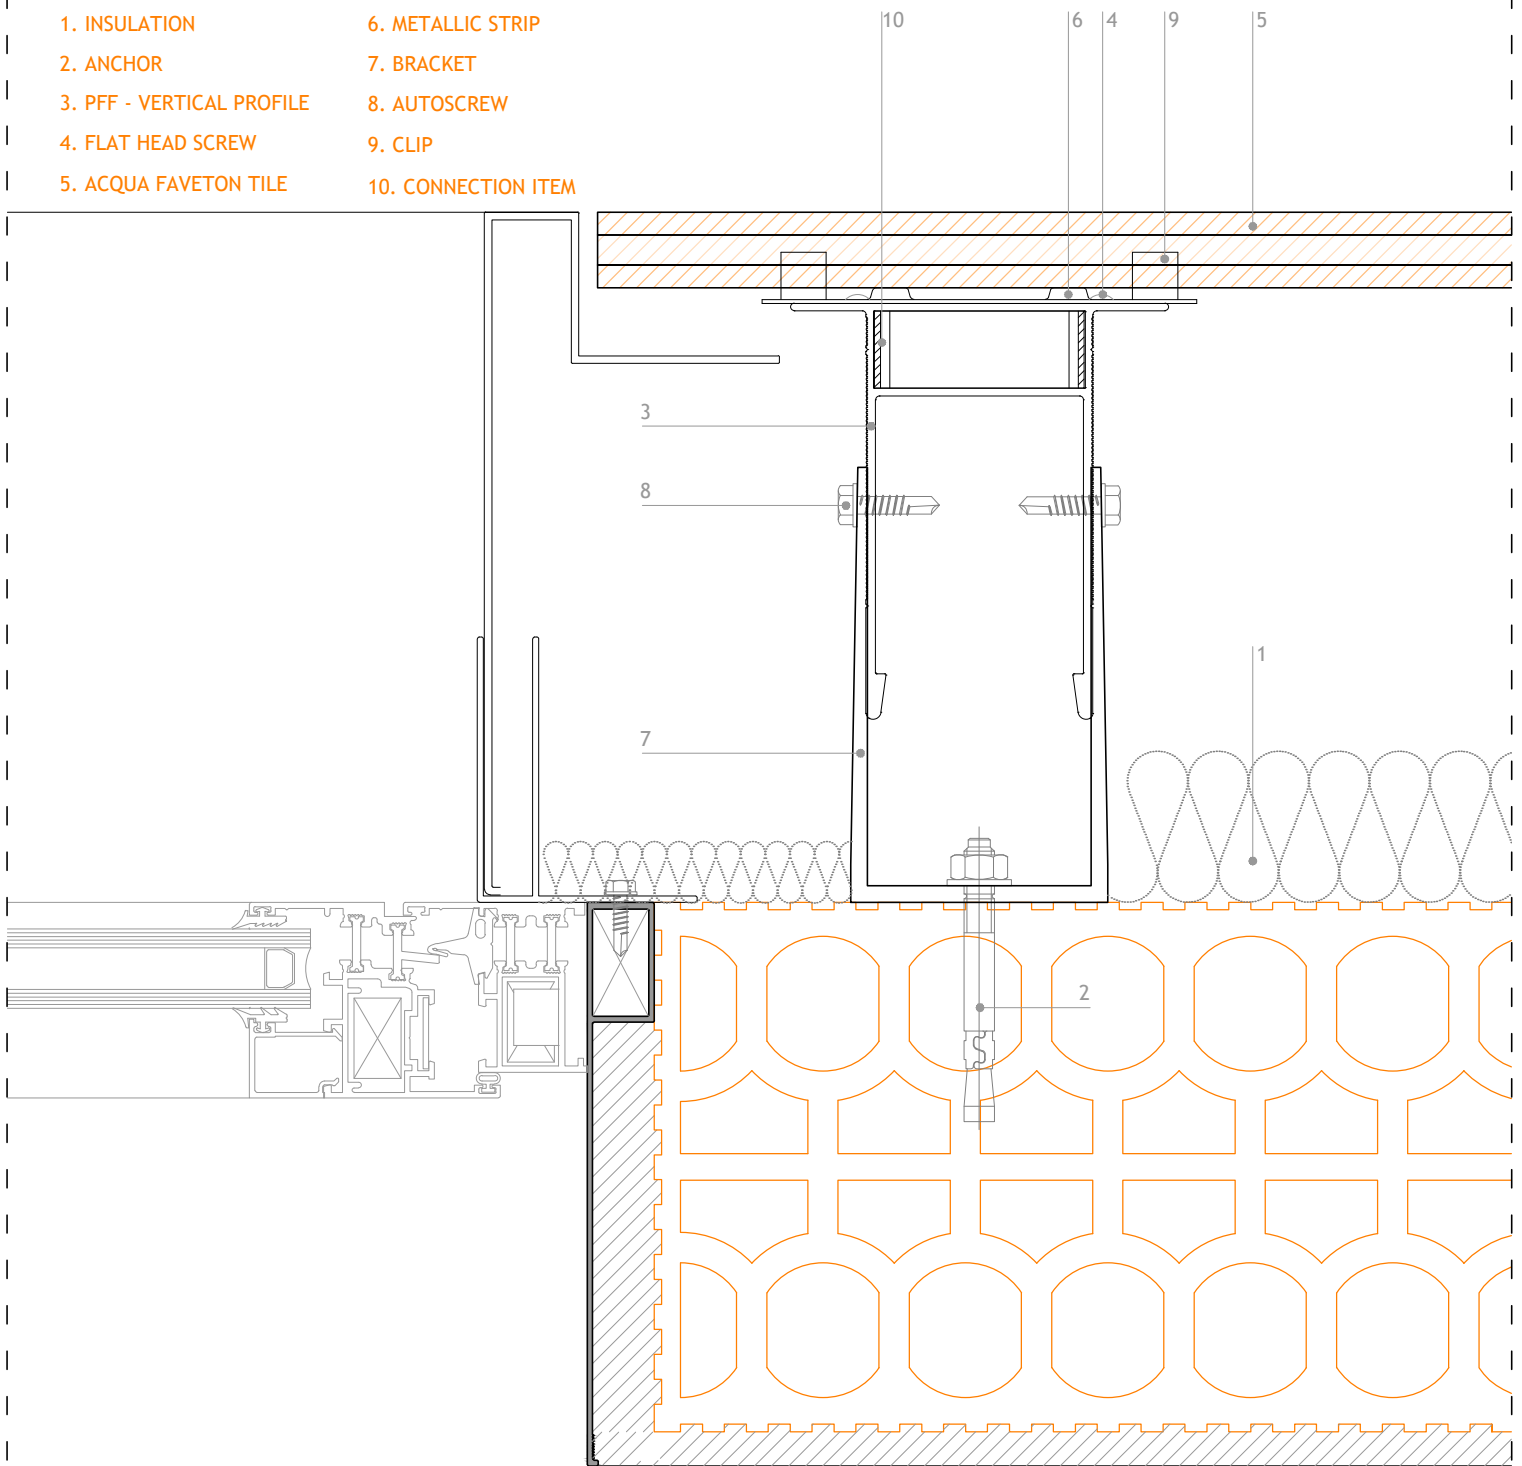 1. INSULATION
2. ANCHOR
3. PFF - VERTICAL PROFILE
4. FLAT HEAD SCREW
5. ACQUA FAVETON TILE
6. METALLIC STRIP
7. BRACKET
8. AUTOSCREW
9. CLIP
10. CONNECTION ITEM
10
6
4
9
5
3
8
1
7
2